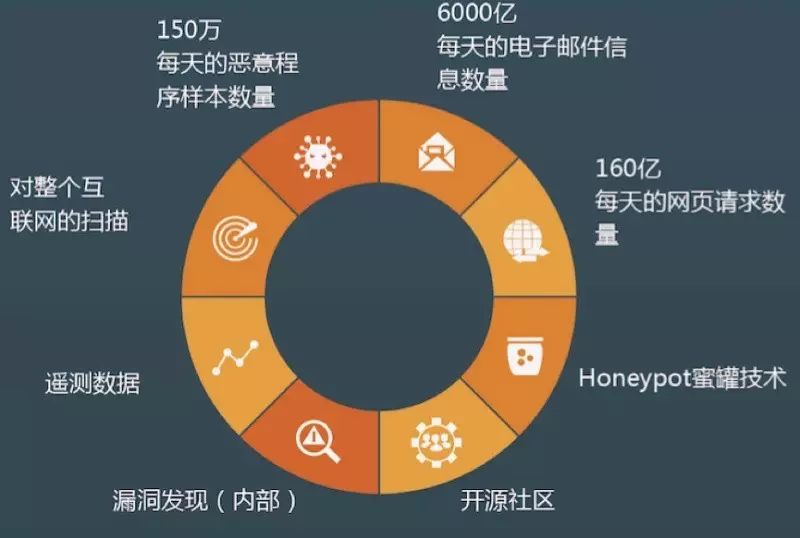 150万
每天的恶意程
序样本数量
6000亿
每天的电子邮件信
息数量
160亿
每天的网页请求数
量
对整个互
联网的扫描
遥测数据
Honeypot蜜罐技术
漏洞发现（内部）
开源社区